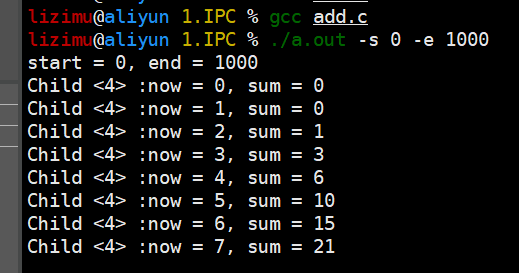 lizimu@aliyun 1.IPC % gcc add.c
lizimu@aliyun 1.IPC % ./a.out -s 0 -e 1000
start = 0, end = 1000
Child <4> :now = 0, sum = 0
Child <4> :now = 1, sum = 0
Child <4> :now = 2, sum = 1
Child <4> :now = 3, sum = 3
Child <4> :now = 4, sum = 6
Child <4> :now = 5, sum = 10
Child <4> :now = 6, sum = 15
Child <4> :now = 7, sum = 21